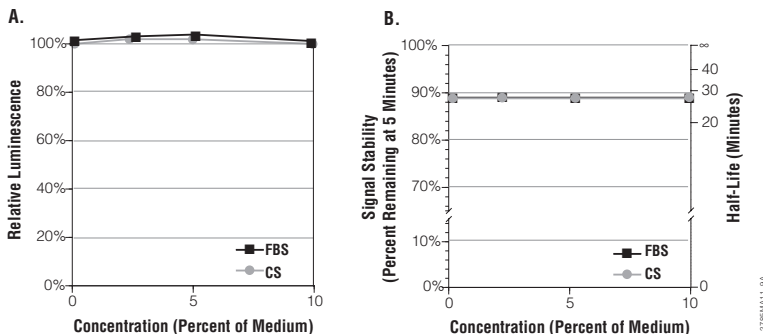 A.
Relative Luminescence
100%
80%
60%
40%
20%
0%
0
5
10
FBS
CS
Concentration (Percent of Medium)
B.
Signal Stability
(Percent Remaining at 5 Minutes)
100%
90%
80%
70%
10%
0%
0
5
10
FBS
CS
Concentration (Percent of Medium)
∞
40
30
20
0
Half-Life (Minutes)